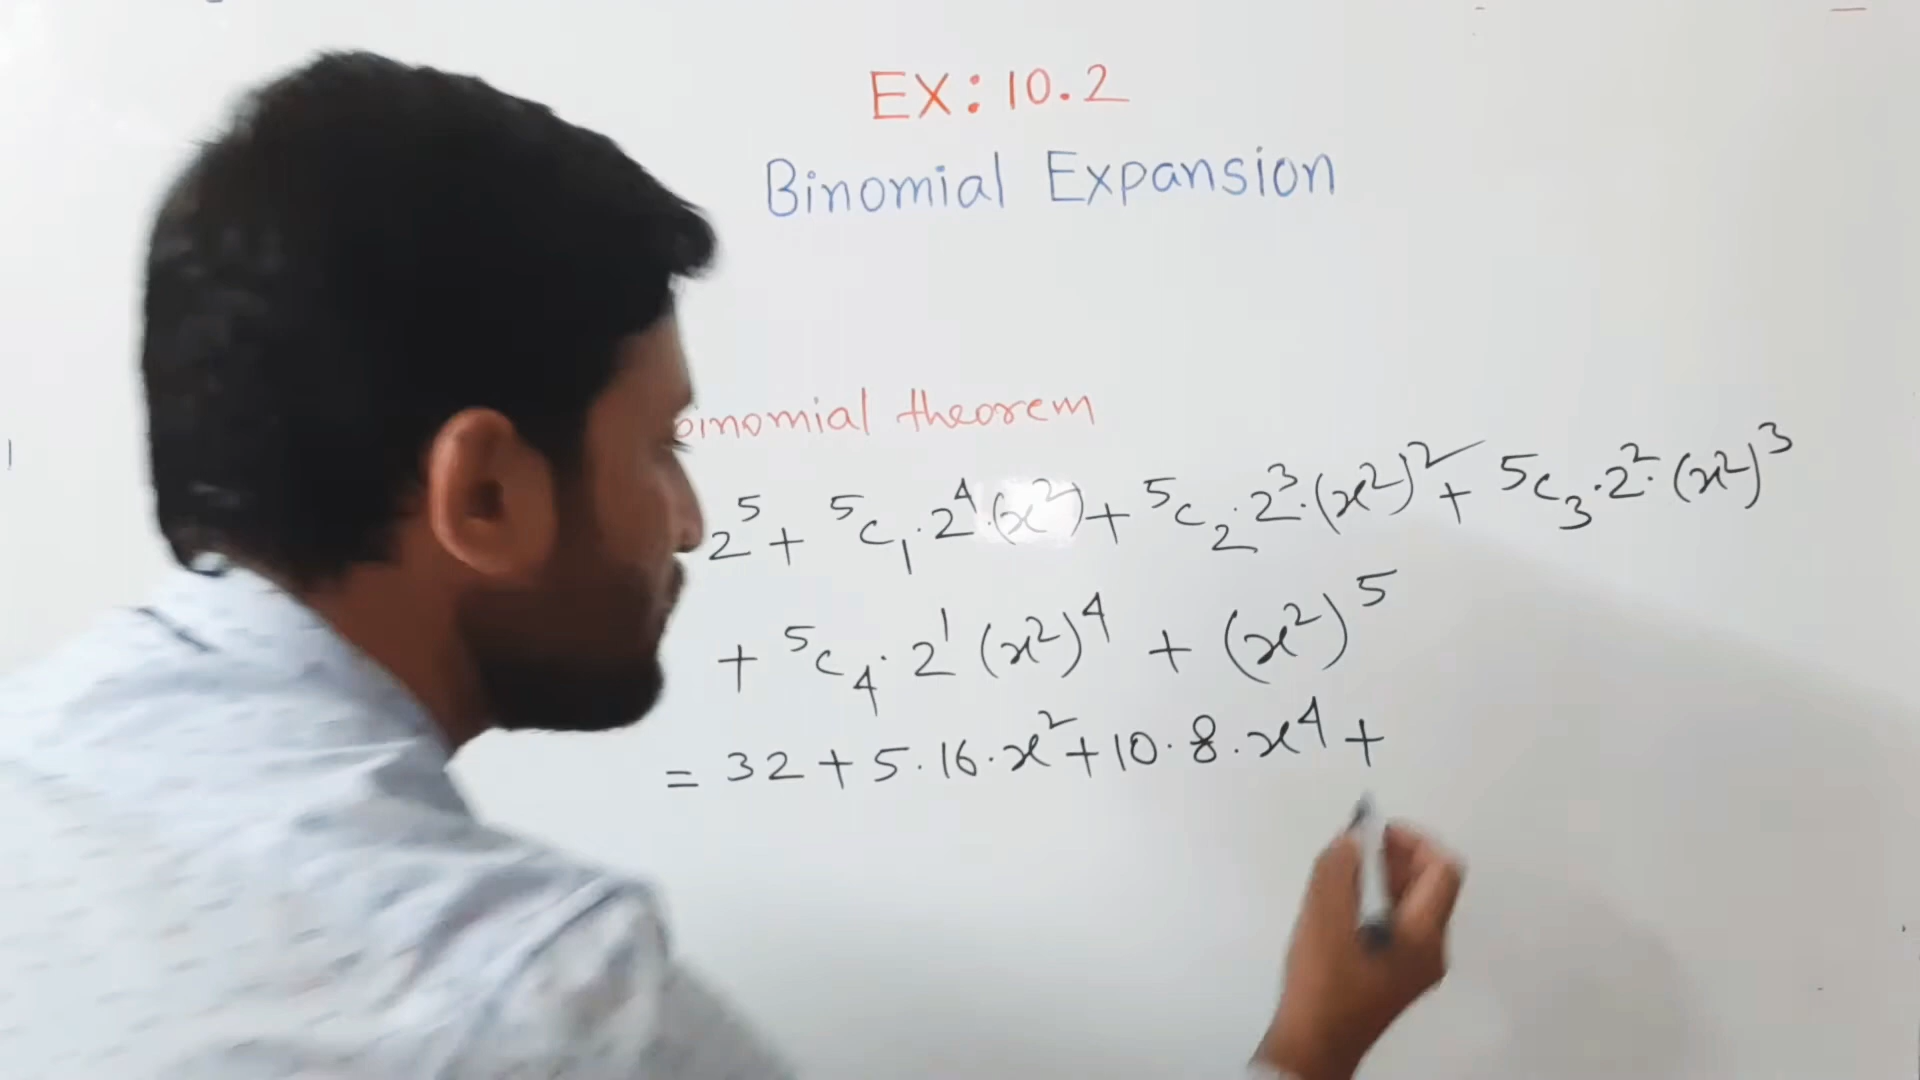 EX: 10.2
Binomial Expansion
binomial theorem
2⁵ + ⁵C₁.2⁴.(x²) + ⁵C₂.2³.(x²)² + ⁵C₃.2².(x²)³
+ ⁵C₄.2¹(x²)⁴ + (x²)⁵
= 32 + 5.16.x² + 10.8.x⁴ +